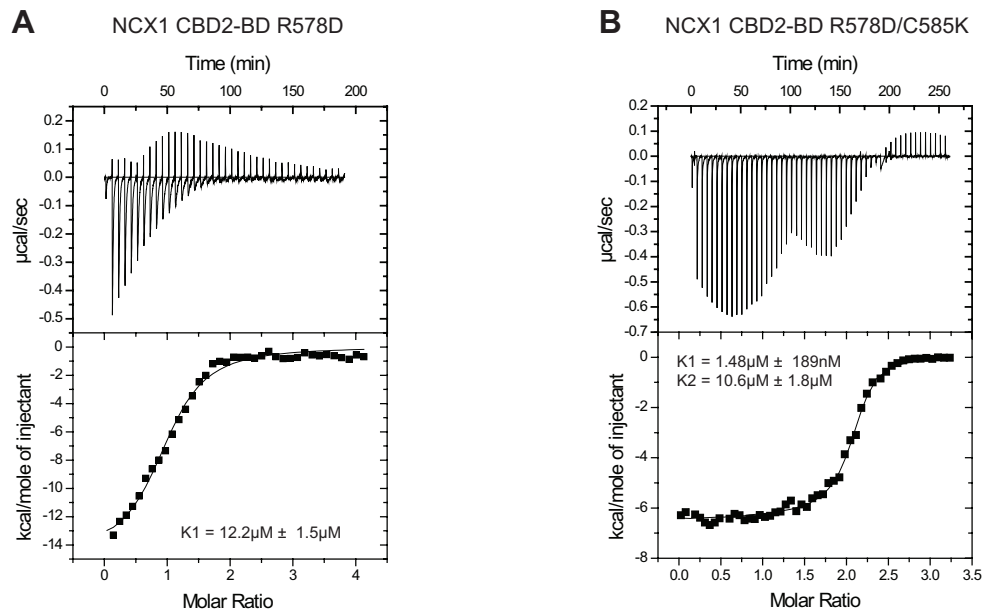 A
NCX1 CBD2-BD R578D
Time (min)
0 50 100 150 200
0.2
0.1
0.0
-0.1
-0.2
-0.3
-0.4
-0.5
µcal/sec
0
-2
-4
-6
-8
-10
-12
-14
kcal/mole of injectant
K1 = 12.2µM ± 1.5µM
0 1 2 3 4
Molar Ratio
B
NCX1 CBD2-BD R578D/C585K
Time (min)
0 50 100 150 200 250
0.2
0.1
0.0
-0.1
-0.2
-0.3
-0.4
-0.5
-0.6
-0.7
µcal/sec
K1 = 1.48µM ± 189nM
K2 = 10.6µM ± 1.8µM
0
-2
-4
-6
-8
kcal/mole of injectant
0.0 0.5 1.0 1.5 2.0 2.5 3.0 3.5
Molar Ratio